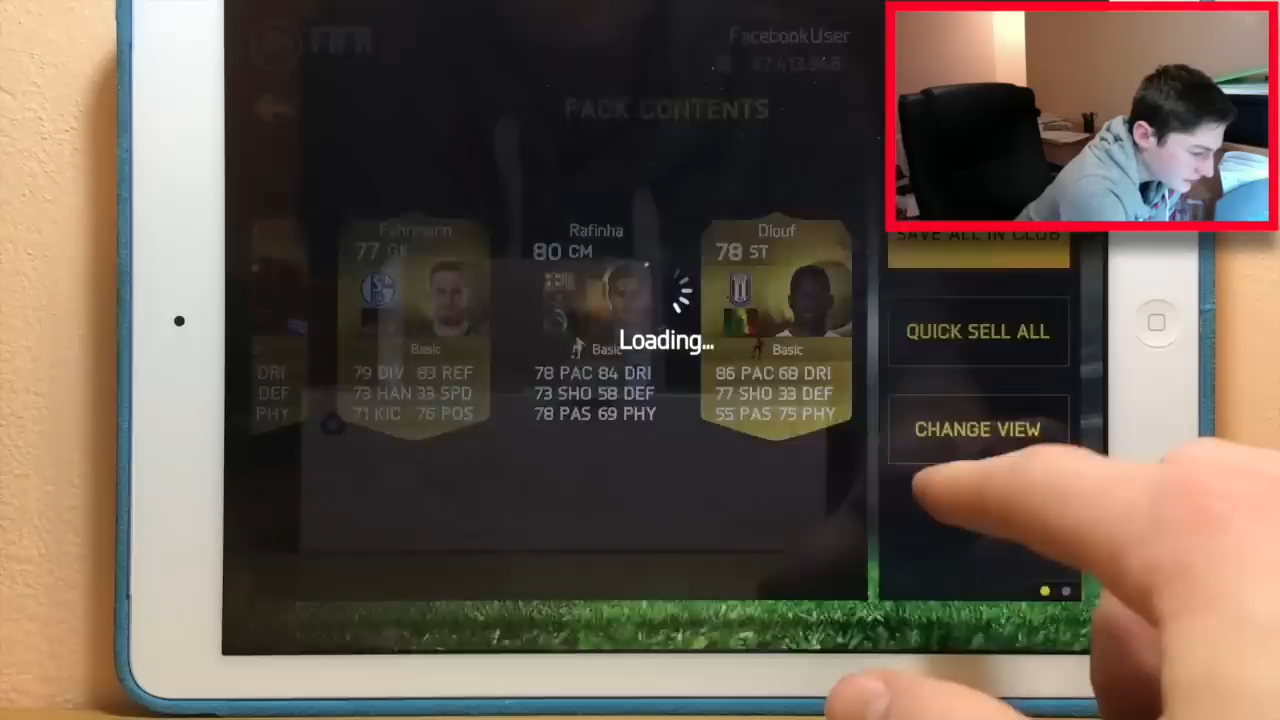 FIFA
FacebookUser
PACK CONTENTS
Fahrmann
77 GK
Basic
79 DIV 83 REF
73 HAN 33 SPD
71 KIC 76 POS
Rafinha
80 CM
Basic
78 PAC 84 DRI
73 SHO 58 DEF
78 PAS 69 PHY
Diouf
78 ST
Basic
86 PAC 68 DRI
77 SHO 33 DEF
55 PAS 75 PHY
DRI
DEF
PHY
Loading...
SAVE ALL IN CLUB
QUICK SELL ALL
CHANGE VIEW